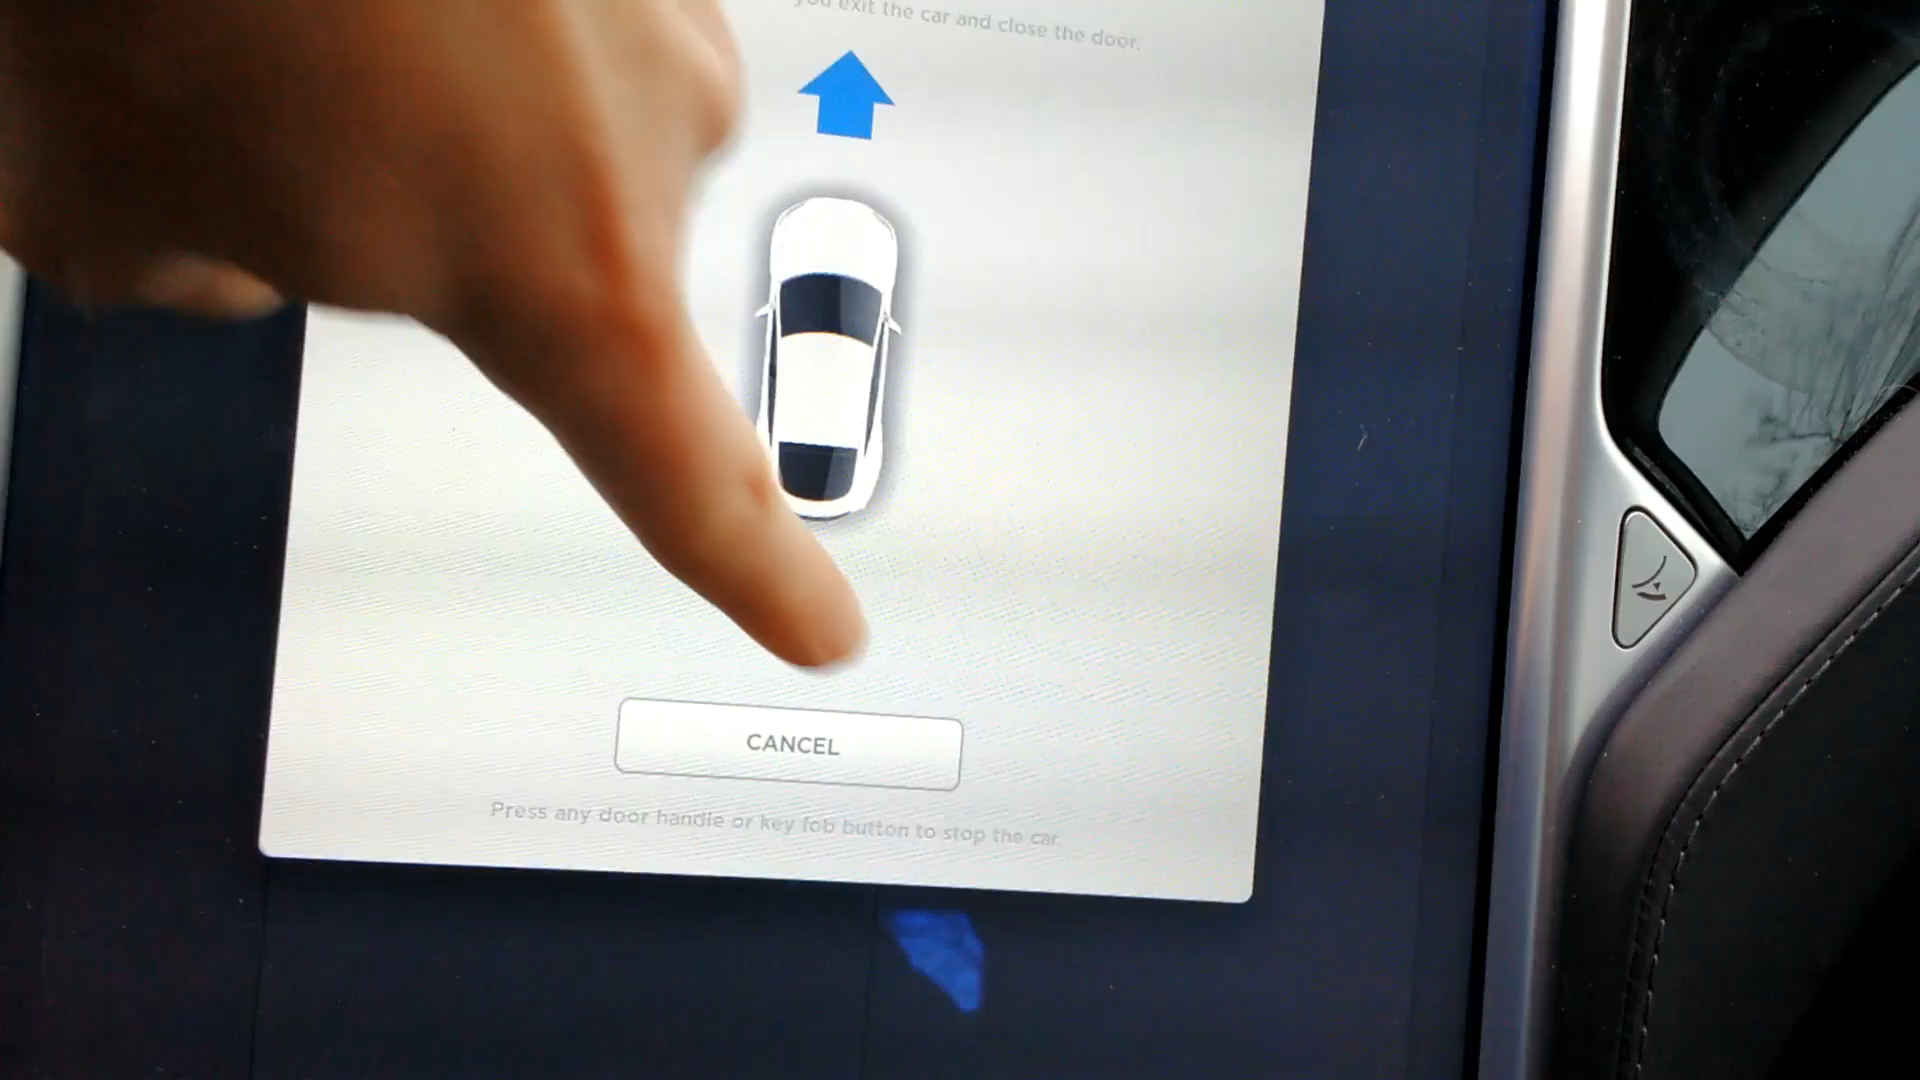 you exit the car and close the door.
CANCEL
Press any door handle or key fob button to stop the car.